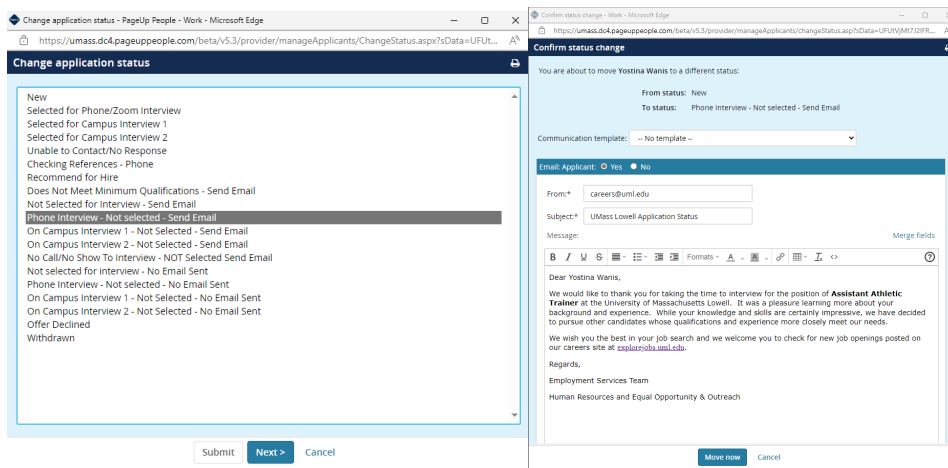 Change application status - PageUp People - Work - Microsoft Edge
https://umass.dc4.pageuppeople.com/beta/v5.3/provider/manageApplicants/ChangeStatus.aspx?sData=UFUt...
Change application status
New
Selected for Phone/Zoom Interview
Selected for Campus Interview 1
Selected for Campus Interview 2
Unable to Contact/No Response
Checking References - Phone
Recommend for Hire
Does Not Meet Minimum Qualifications - Send Email
Not Selected for Interview - Send Email
Phone Interview - Not selected - Send Email
On Campus Interview 1 - Not Selected - Send Email
On Campus Interview 2 - Not Selected - Send Email
No Call/No Show To Interview - NOT Selected Send Email
Not selected for interview - No Email Sent
Phone Interview - Not selected - No Email Sent
On Campus Interview 1 - Not Selected - No Email Sent
On Campus Interview 2 - Not Selected - No Email Sent
Offer Declined
Withdrawn
Submit Next > Cancel
Confirm status change - Work - Microsoft Edge
Confirm status change
You are about to move Yostina Wanis to a different status:
From status: New
To status: Phone Interview - Not selected - Send Email
Communication template: -- No template --
Email: Applicant: Yes No
From:* careers@uml.edu
Subject:* UMass Lowell Application Status
Message: Merge fields
B I U S Formats A A
Dear Yostina Wanis,
We would like to thank you for taking the time to interview for the position of Assistant Athletic
Trainer at the University of Massachusetts Lowell. It was a pleasure learning more about your
background and experience. While your knowledge and skills are certainly impressive, we have decided
to pursue other candidates whose qualifications and experience more closely meet our needs.
We wish you the best in your job search and we welcome you to check for new job openings posted on
our careers site at explorejobs.uml.edu.
Regards,
Employment Services Team
Human Resources and Equal Opportunity & Outreach
Move now Cancel